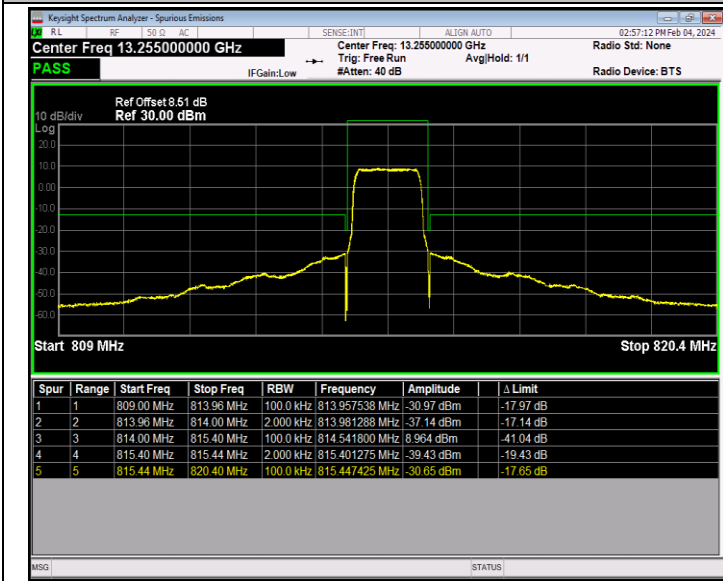 Keysight Spectrum Analyzer - Spurious Emissions
RL RF 50 Ω AC SENSE:INT ALIGN AUTO 02:57:12 PM Feb 04, 2024
Center Freq 13.255000000 GHz Center Freq: 13.255000000 GHz Radio Std: None
Trig: Free Run Avg|Hold: 1/1
PASS IFGain:Low #Atten: 40 dB Radio Device: BTS
Ref Offset 8.51 dB
10 dB/div Ref 30.00 dBm
Log
20.0
10.0
0.00
-10.0
-20.0
-30.0
-40.0
-50.0
-60.0
Start 809 MHz Stop 820.4 MHz
Spur Range Start Freq Stop Freq RBW Frequency Amplitude Δ Limit
1 1 809.00 MHz 813.96 MHz 100.0 kHz 813.957538 MHz -30.97 dBm -17.97 dB
2 2 813.96 MHz 814.00 MHz 2.000 kHz 813.981288 MHz -37.14 dBm -17.14 dB
3 3 814.00 MHz 815.40 MHz 100.0 kHz 814.541800 MHz 8.964 dBm -41.04 dB
4 4 815.40 MHz 815.44 MHz 2.000 kHz 815.401275 MHz -39.43 dBm -19.43 dB
5 5 815.44 MHz 820.40 MHz 100.0 kHz 815.447425 MHz -30.65 dBm -17.65 dB
MSG STATUS